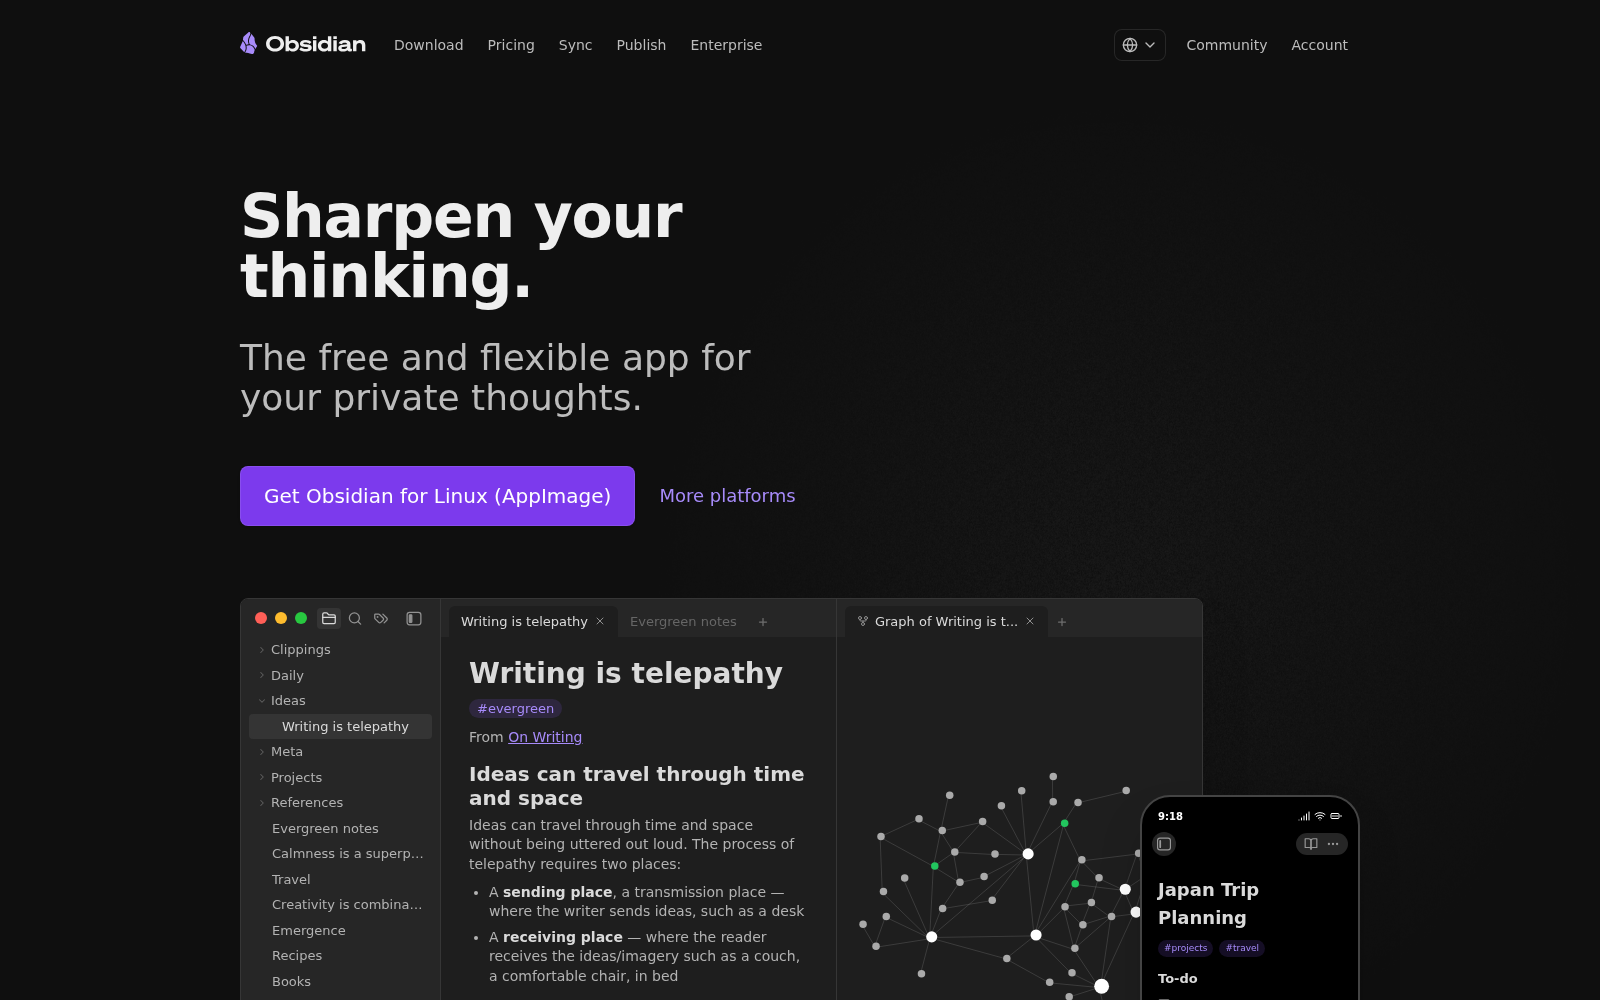 Obsidian
Download
Pricing
Sync
Publish
Enterprise
Community
Account
Sharpen your
thinking.
The free and flexible app for
your private thoughts.
Get Obsidian for Linux (AppImage)
More platforms
Clippings
Daily
Ideas
Writing is telepathy
Meta
Projects
References
Evergreen notes
Calmness is a superp...
Travel
Creativity is combina...
Emergence
Recipes
Books
Writing is telepathy
Evergreen notes
Writing is telepathy
#evergreen
From On Writing
Ideas can travel through time
and space
Ideas can travel through time and space
without being uttered out loud. The process of
telepathy requires two places:
• A sending place, a transmission place —
where the writer sends ideas, such as a desk
• A receiving place — where the reader
receives the ideas/imagery such as a couch,
a comfortable chair, in bed
Graph of Writing is t...
9:18
Japan Trip
Planning
#projects
#travel
To-do